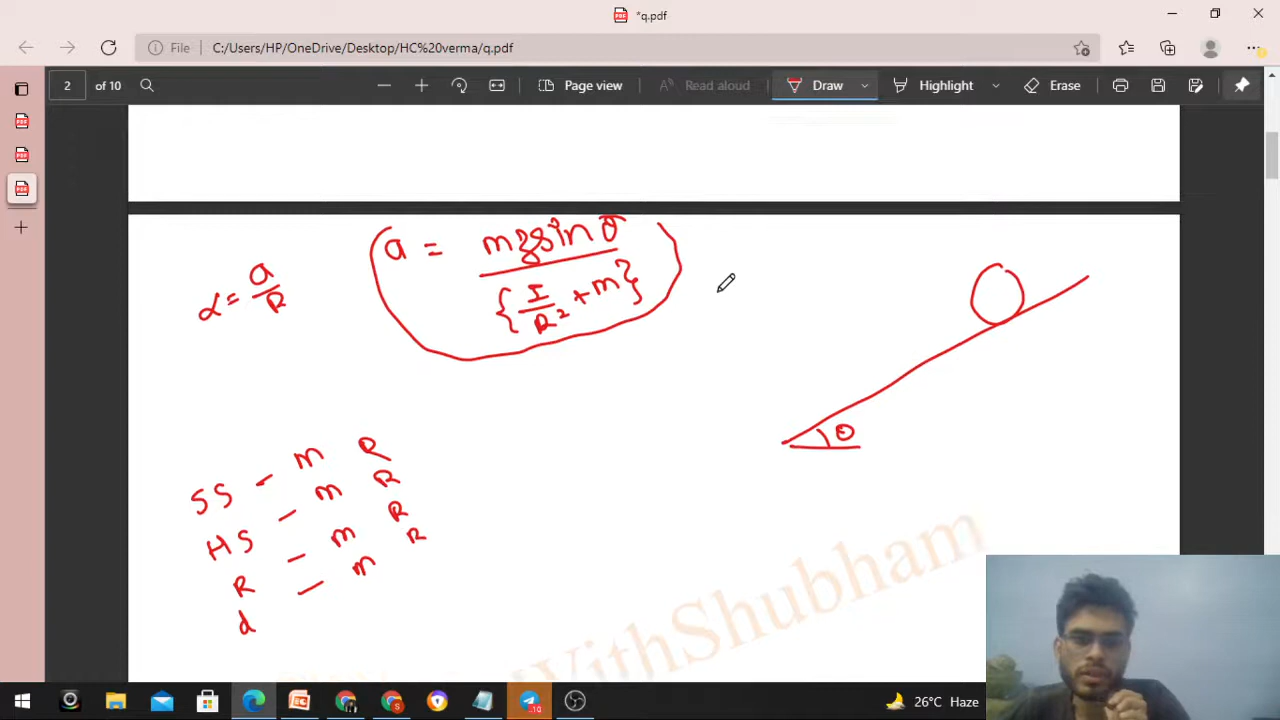 *q.pdf
File C:/Users/HP/OneDrive/Desktop/HC%20verma/q.pdf
2 of 10 Page view Read aloud Draw Highlight Erase
a = mg sin θ / {I/R² + m}
α = a/R
θ
SS - m R
HS - m R
R - m R
d - m R
WithShubham
26°C Haze